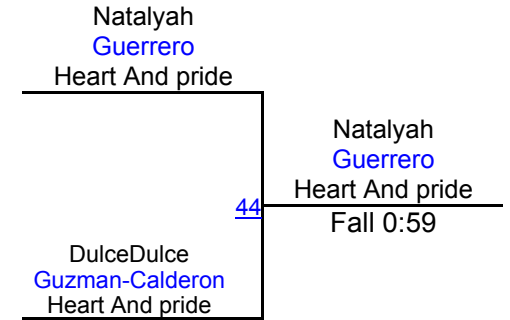 Natalyah
Guerrero
Heart And pride
Natalyah
Guerrero
Heart And pride
44
Fall 0:59
DulceDulce
Guzman-Calderon
Heart And pride